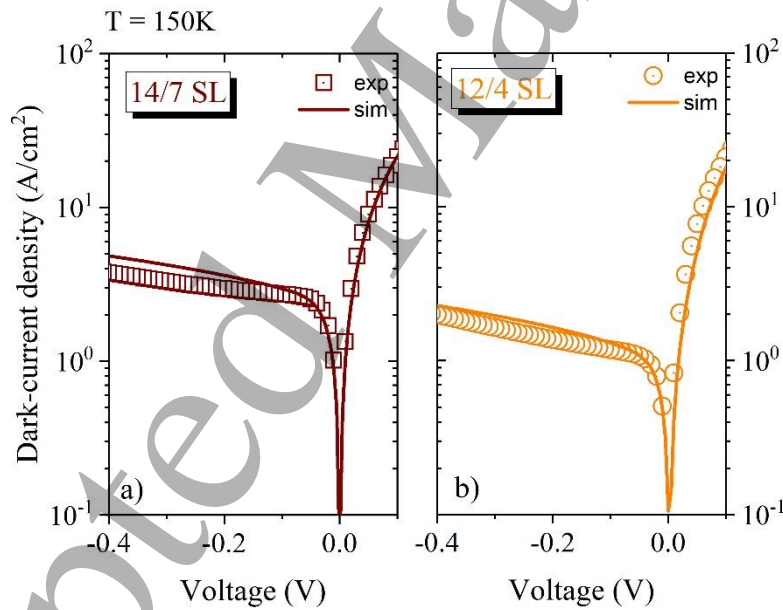 T = 150K
14/7 SL
exp
sim
12/4 SL
exp
sim
Dark-current density (A/cm²)
10²
10¹
10⁰
10⁻¹
10²
10¹
10⁰
10⁻¹
a)
b)
-0.4
-0.2
0.0
-0.4
-0.2
0.0
Voltage (V)
Voltage (V)